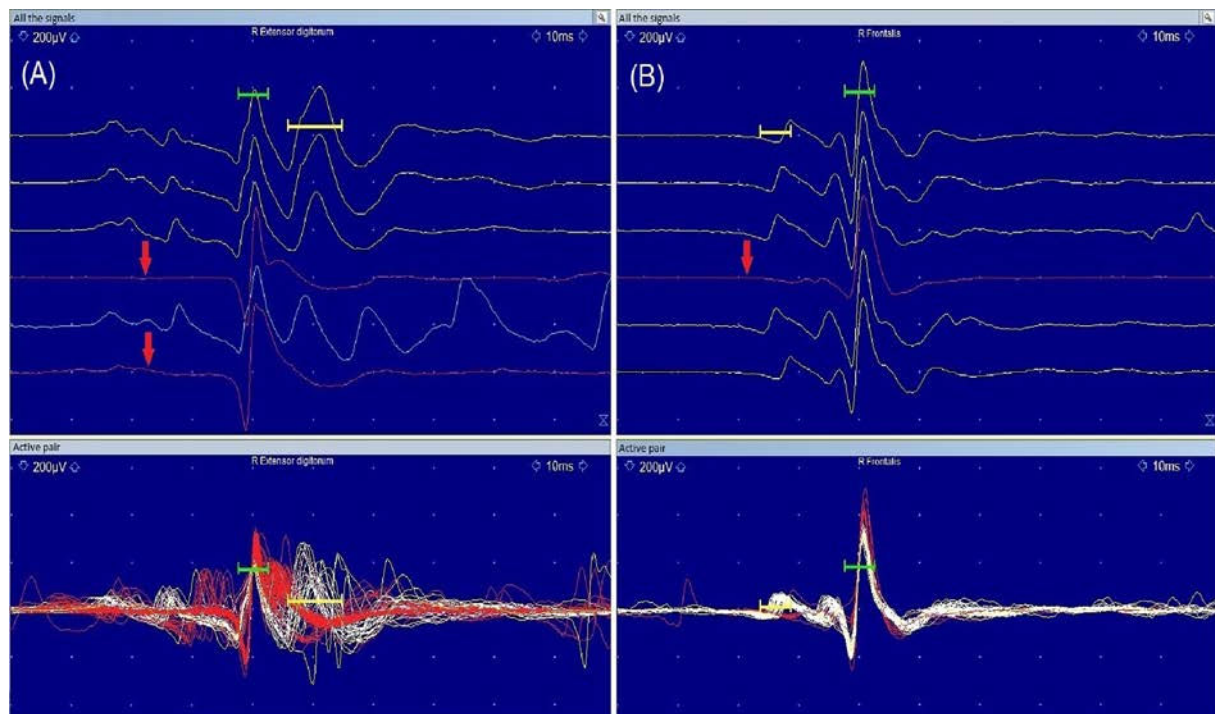 All the signals
200µV
R Extensor digitorum
10ms
(A)
All the signals
200µV
R Frontalis
10ms
(B)
Active pair
200µV
R Extensor digitorum
10ms
Active pair
200µV
R Frontalis
10ms